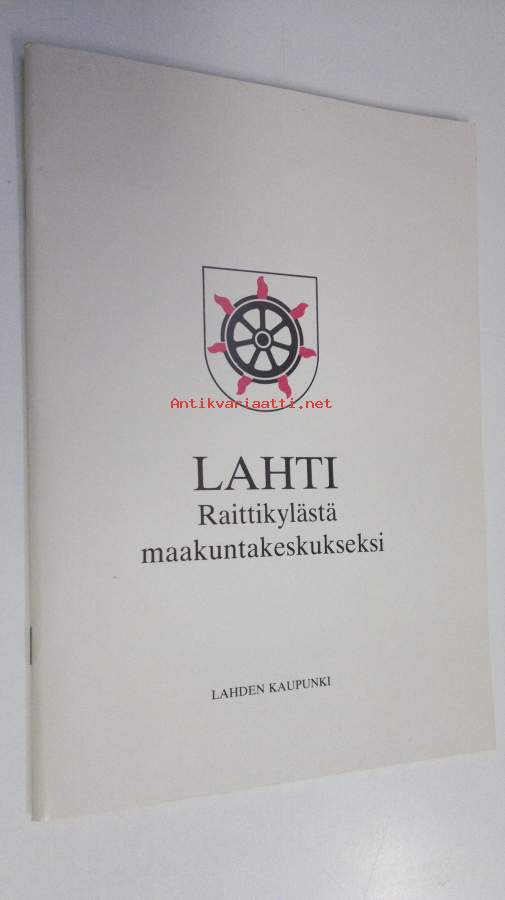 Antikvariaatti.net
LAHTI
Raittikylästä
maakuntakeskukseksi
LAHDEN KAUPUNKI